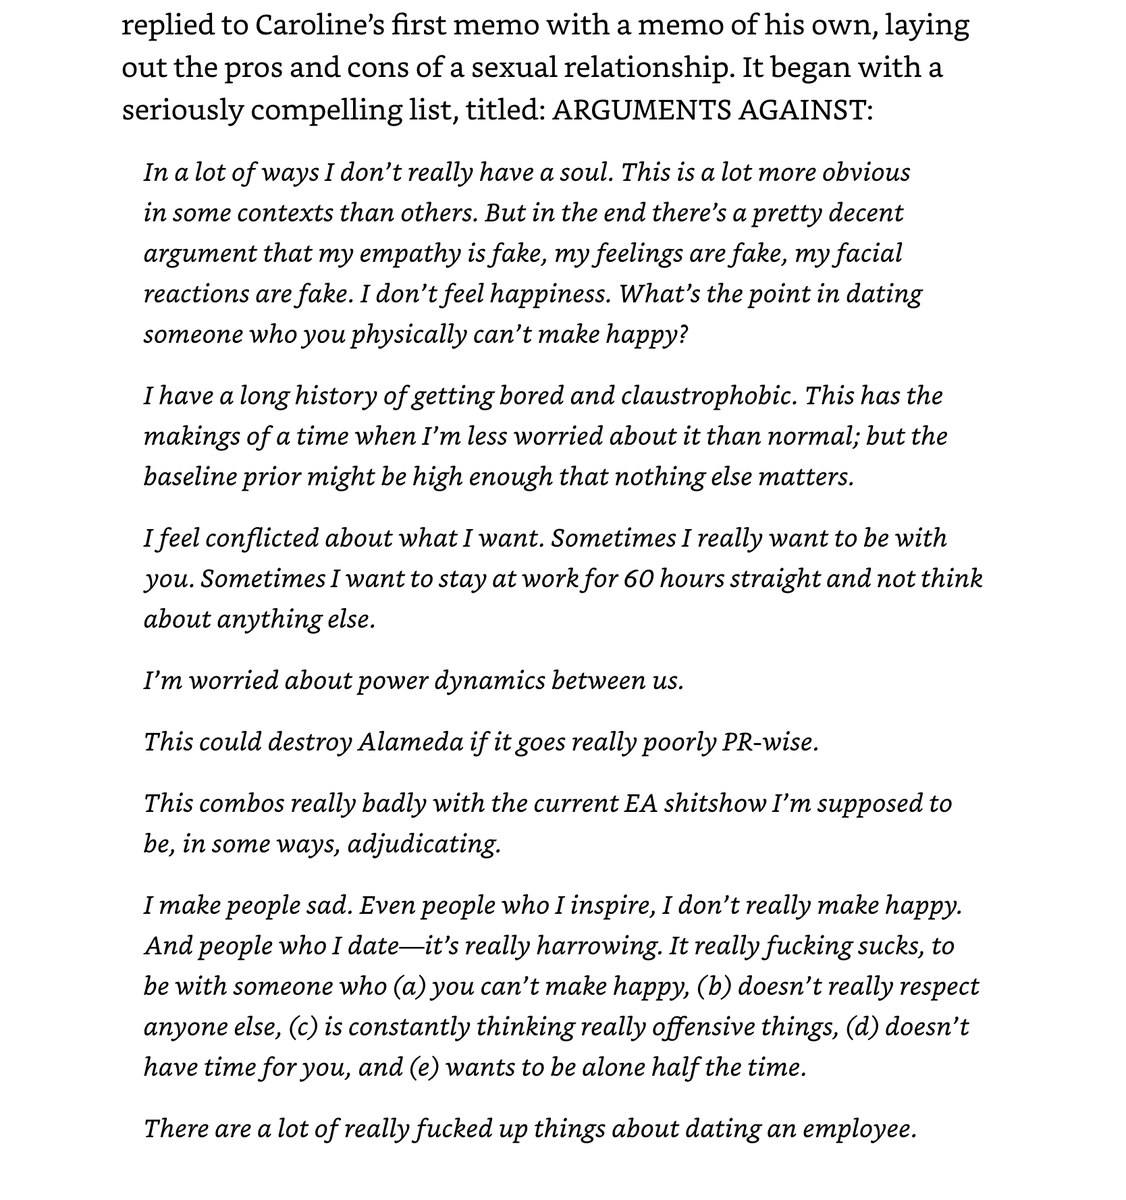 replied to Caroline’s first memo with a memo of his own, laying
out the pros and cons of a sexual relationship. It began with a
seriously compelling list, titled: ARGUMENTS AGAINST:
In a lot of ways I don’t really have a soul. This is a lot more obvious
in some contexts than others. But in the end there’s a pretty decent
argument that my empathy is fake, my feelings are fake, my facial
reactions are fake. I don’t feel happiness. What’s the point in dating
someone who you physically can’t make happy?
I have a long history of getting bored and claustrophobic. This has the
makings of a time when I’m less worried about it than normal; but the
baseline prior might be high enough that nothing else matters.
I feel conflicted about what I want. Sometimes I really want to be with
you. Sometimes I want to stay at work for 60 hours straight and not think
about anything else.
I’m worried about power dynamics between us.
This could destroy Alameda if it goes really poorly PR-wise.
This combos really badly with the current EA shitshow I’m supposed to
be, in some ways, adjudicating.
I make people sad. Even people who I inspire, I don’t really make happy.
And people who I date—it’s really harrowing. It really fucking sucks, to
be with someone who (a) you can’t make happy, (b) doesn’t really respect
anyone else, (c) is constantly thinking really offensive things, (d) doesn’t
have time for you, and (e) wants to be alone half the time.
There are a lot of really fucked up things about dating an employee.